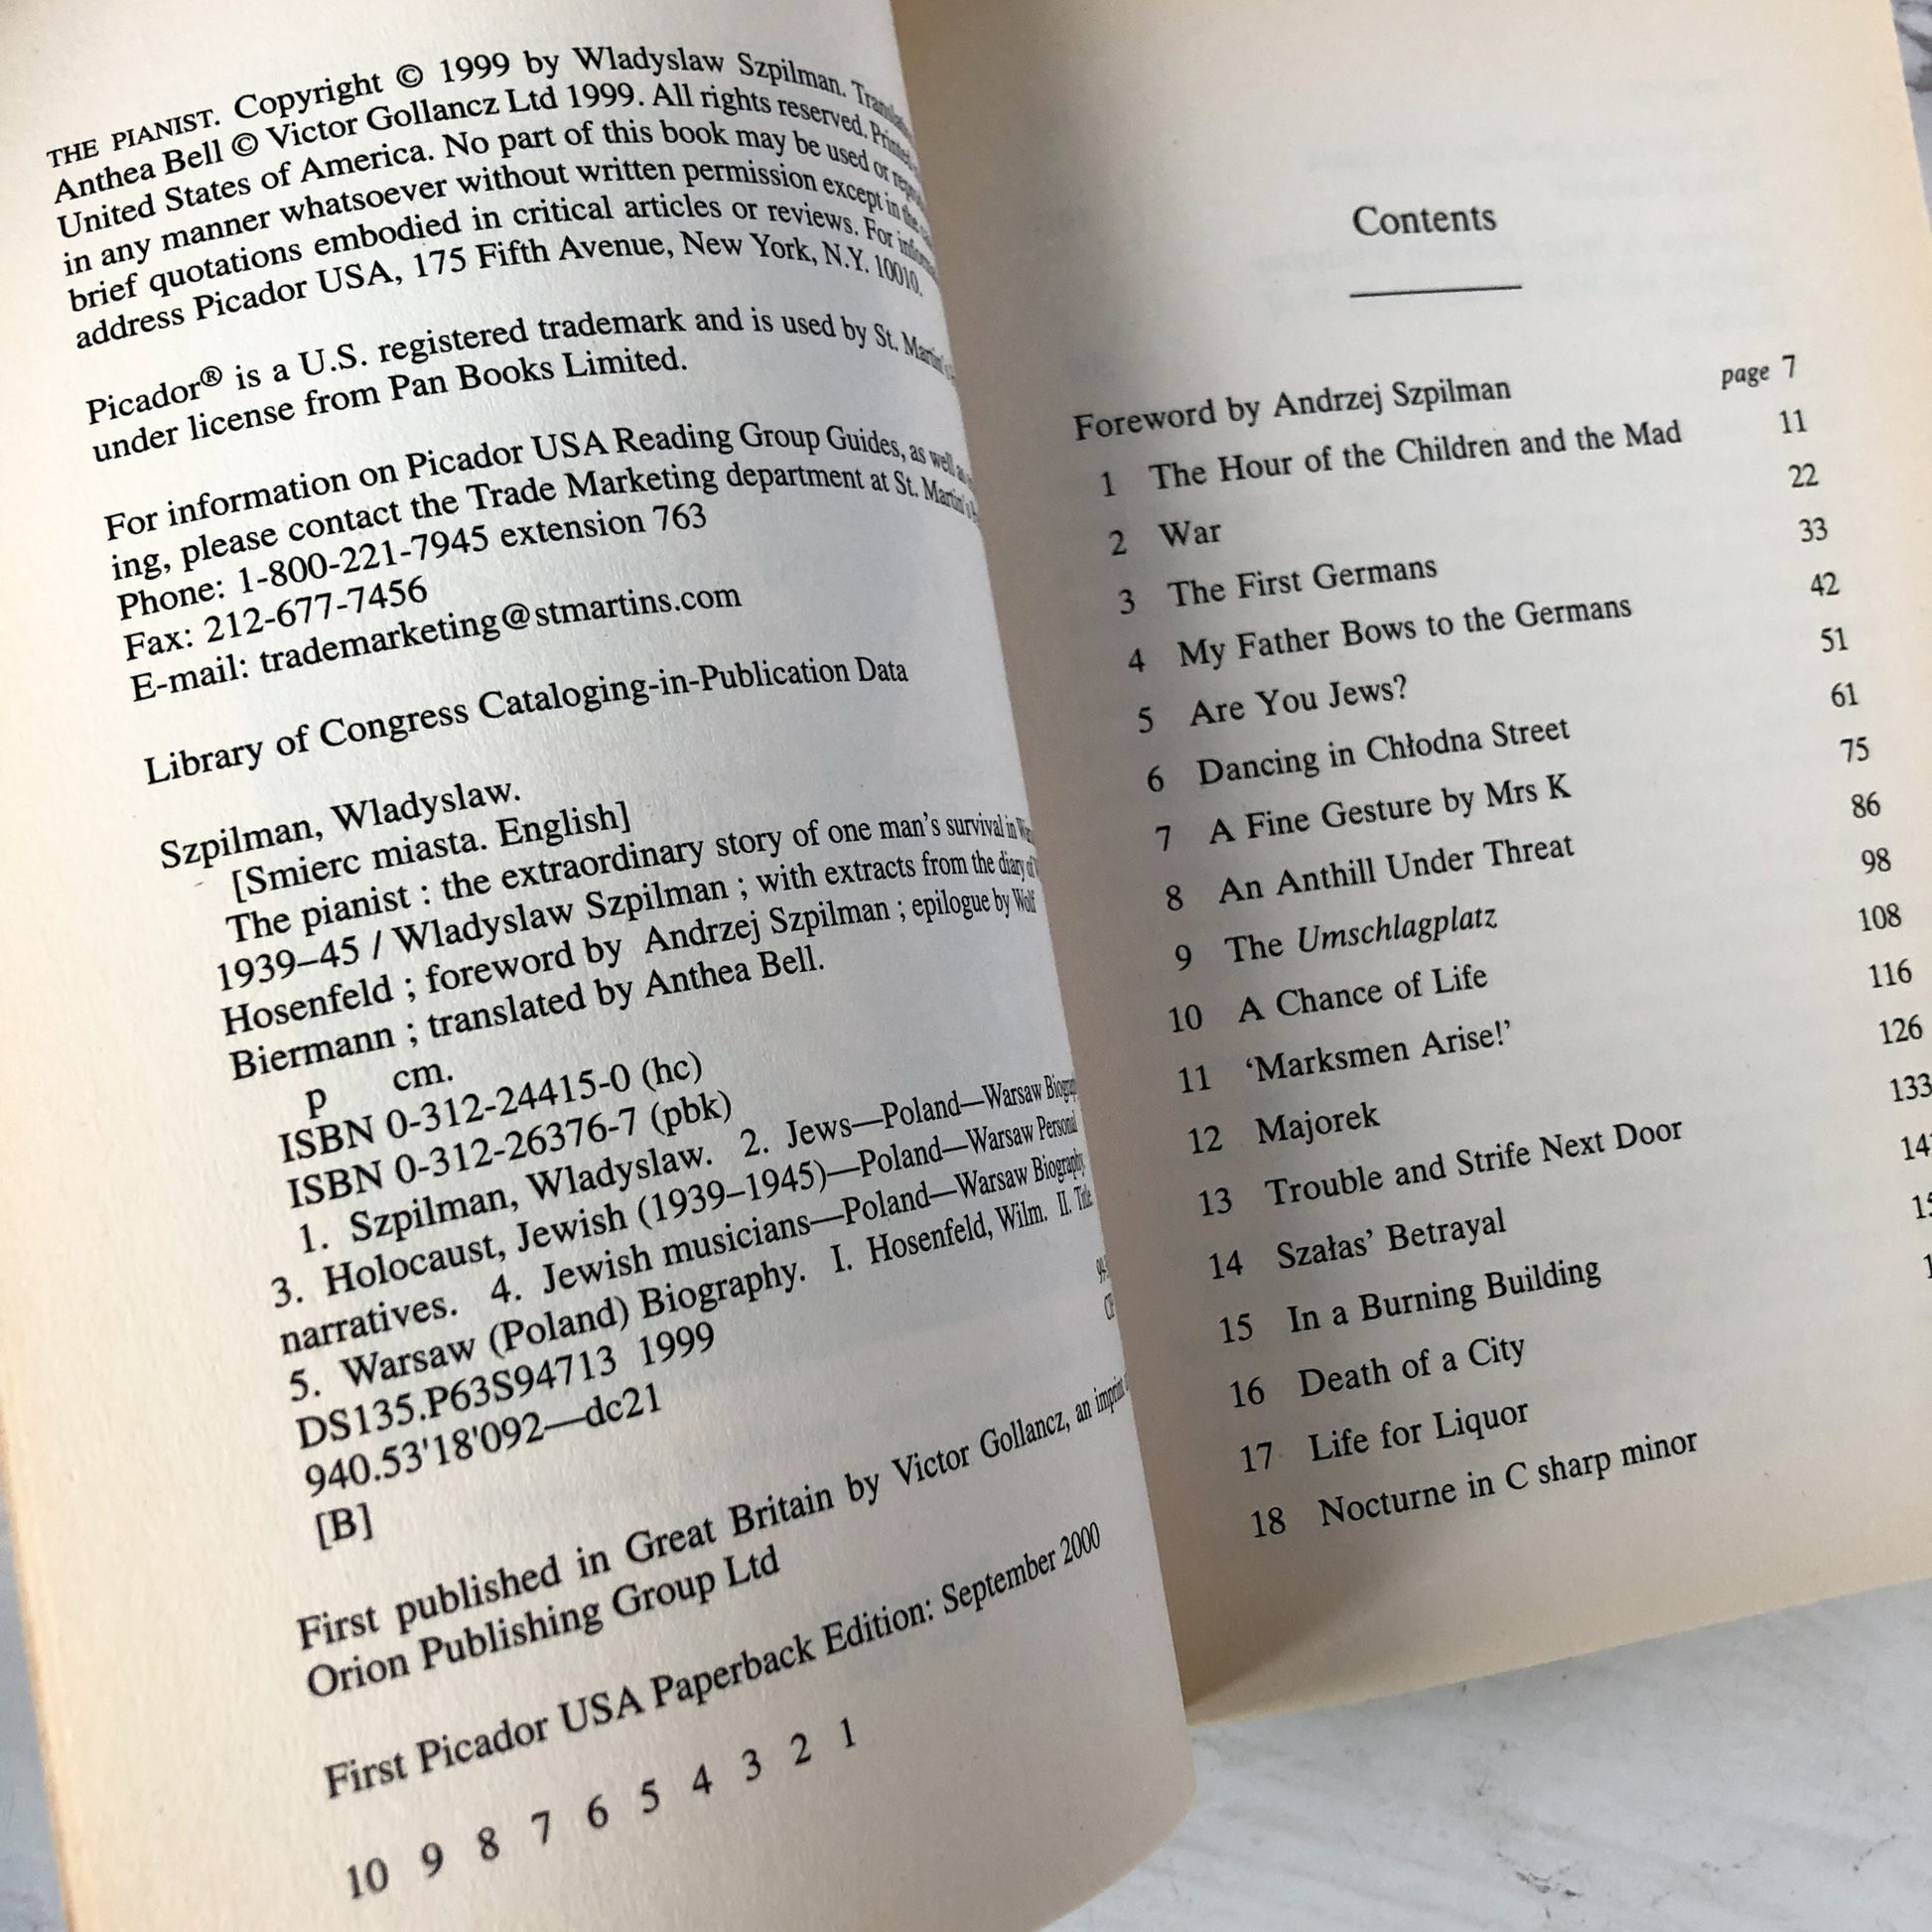 THE PIANIST. Copyright © 1999 by Wladyslaw Szpilman.
Anthea Bell © Victor Gollancz Ltd 1999. All rights reserved. Printed
United States of America. No part of this book may be used or
in any manner whatsoever without written permission except in the
brief quotations embodied in critical articles or reviews. For
address Picador USA, 175 Fifth Avenue, New York, N.Y. 10010.
Picador® is a U.S. registered trademark and is used by St. Martin's
under license from Pan Books Limited.
For information on Picador USA Reading Group Guides, as well as
ing, please contact the Trade Marketing department at St. Martin's
Phone: 1-800-221-7945 extension 763
Fax: 212-677-7456
E-mail: trademarketing@stmartins.com
Library of Congress Cataloging-in-Publication Data
Szpilman, Wladyslaw.
[Smierc miasta. English]
The pianist : the extraordinary story of one man's survival in
1939–45 / Wladyslaw Szpilman ; with extracts from the diary of
Hosenfeld ; foreword by Andrzej Szpilman ; epilogue by Wolf
Biermann ; translated by Anthea Bell.
p cm.
ISBN 0-312-24415-0 (hc)
ISBN 0-312-26376-7 (pbk)
1. Szpilman, Wladyslaw. 2. Jews—Poland—Warsaw
3. Holocaust, Jewish (1939–1945)—Poland—Warsaw Personal
narratives. 4. Jewish musicians—Poland—Warsaw Biography.
5. Warsaw (Poland) Biography. I. Hosenfeld, Wilm. II. Title.
DS135.P63S94713 1999
940.53'18'092—dc21
[B]
First published in Great Britain by Victor Gollancz, an imprint
Orion Publishing Group Ltd
First Picador USA Paperback Edition: September 2000
10 9 8 7 6 5 4 3 2 1
Contents
Foreword by Andrzej Szpilman page 7
1 The Hour of the Children and the Mad 11
2 War 22
3 The First Germans 33
4 My Father Bows to the Germans 42
5 Are You Jews? 51
6 Dancing in Chłodna Street 61
7 A Fine Gesture by Mrs K 75
8 An Anthill Under Threat 86
9 The Umschlagplatz 98
10 A Chance of Life 108
11 ‘Marksmen Arise!’ 116
12 Majorek 126
13 Trouble and Strife Next Door 133
14 Szałas’ Betrayal
15 In a Burning Building
16 Death of a City
17 Life for Liquor
18 Nocturne in C sharp minor